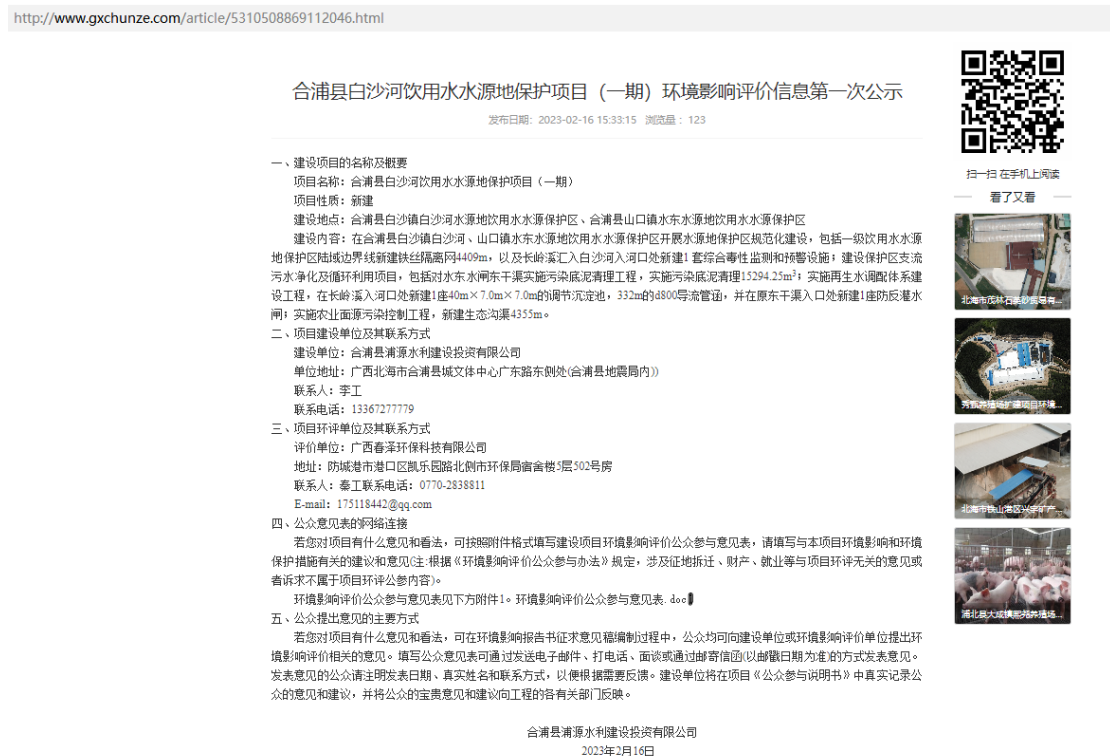 http://www.gxchunze.com/article/5310508869112046.html
合浦县白沙河饮用水水源地保护项目（一期）环境影响评价信息第一次公示
发布日期：2023-02-16 15:33:15 浏览量：123
一、建设项目的名称及概要
项目名称：合浦县白沙河饮用水水源地保护项目（一期）
项目性质：新建
建设地点：合浦县白沙镇白沙河水源地饮用水水源保护区、合浦县山口镇水东水源地饮用水水源保护区
建设内容：在合浦县白沙镇白沙河、山口镇水东水源地饮用水水源保护区开展水源地保护区规范化建设，包括一级饮用水水源
地保护区陆域边界线新建铁丝隔离网4409m，以及长岭溪汇入白沙河入河口处新建1 套综合毒性监测和预警设施；建设保护区支流
污水净化及循环利用项目，包括对水东水闸东干渠实施污染底泥清理工程，实施污染底泥清理15294.25m³；实施再生水调配体系建
设工程，在长岭溪入河口处新建1座40m×7.0m×7.0m的调节沉淀池，332m的d800导流管涵，并在原东干渠入口处新建1座防反灌水
闸；实施农业面源污染控制工程，新建生态沟渠4355m。
二、项目建设单位及其联系方式
建设单位：合浦县浦源水利建设投资有限公司
单位地址：广西北海市合浦县城文体中心广东路东侧处(合浦县地震局内))
联系人：李工
联系电话：13367277779
三、项目环评单位及其联系方式
评价单位：广西春泽环保科技有限公司
地址：防城港市港口区凯乐园路北侧市环保局宿舍楼5层502号房
联系人：秦工联系电话：0770-2838811
E-mail：175118442@qq.com
四、公众意见表的网络连接
若您对项目有什么意见和看法，可按照附件格式填写建设项目环境影响评价公众参与意见表，请填写与本项目环境影响和环境
保护措施有关的建议和意见(注:根据《环境影响评价公众参与办法》规定，涉及征地拆迁、财产、就业等与项目环评无关的意见或
者诉求不属于项目环评公参内容)。
环境影响评价公众参与意见表见下方附件1。环境影响评价公众参与意见表.doc
五、公众提出意见的主要方式
若您对项目有什么意见和看法，可在环境影响报告书征求意见稿编制过程中，公众均可向建设单位或环境影响评价单位提出环
境影响评价相关的意见。填写公众意见表可通过发送电子邮件、打电话、面谈或通过邮寄信函(以邮戳日期为准)的方式发表意见。
发表意见的公众请注明发表日期、真实姓名和联系方式，以便根据需要反馈。建设单位将在项目《公众参与说明书》中真实记录公
众的意见和建议，并将公众的宝贵意见和建议向工程的各有关部门反映。
合浦县浦源水利建设投资有限公司
2023年2月16日
扫一扫 在手机上阅读
看了又看
北海市茂林石英砂贸易有...
秀甄养殖场扩建项目环境...
北海市铁山港区兴宇矿产...
浦北县大成镇熙翔养殖场...